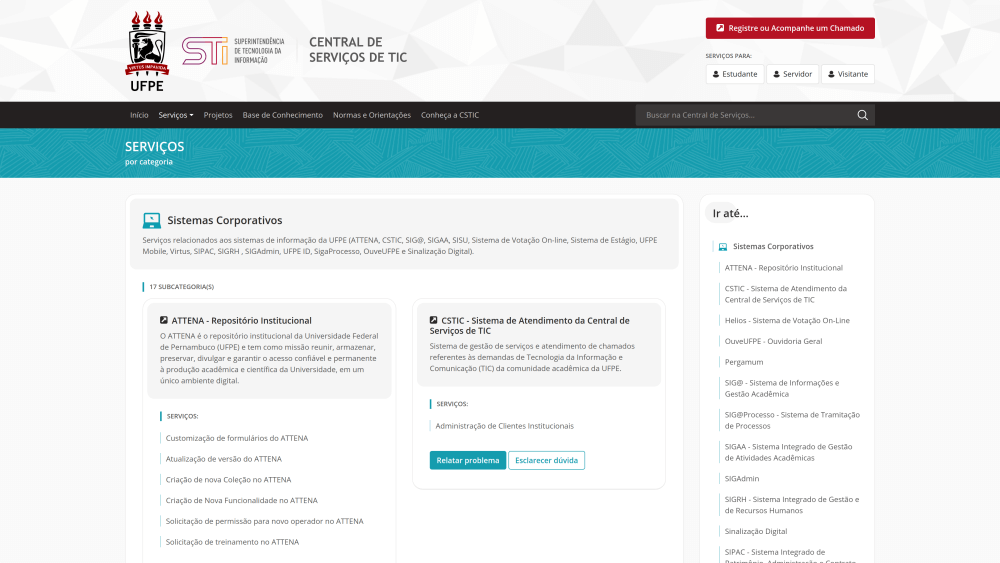 VIRTUS IMPAVIDA
UFPE
STi
SUPERINTENDÊNCIA
DE TECNOLOGIA DA
INFORMAÇÃO
CENTRAL DE
SERVIÇOS DE TIC
Registre ou Acompanhe um Chamado
SERVIÇOS PARA:
Estudante
Servidor
Visitante
Início
Serviços
Projetos
Base de Conhecimento
Normas e Orientações
Conheça a CSTIC
Buscar na Central de Serviços...
SERVIÇOS
por categoria
Sistemas Corporativos
Serviços relacionados aos sistemas de informação da UFPE (ATTENA, CSTIC, SIG@, SIGAA, SISU, Sistema de Votação On-line, Sistema de Estágio, UFPE
Mobile, Virtus, SIPAC, SIGRH , SIGAdmin, UFPE ID, SigaProcesso, OuveUFPE e Sinalização Digital).
17 SUBCATEGORIA(S)
ATTENA - Repositório Institucional
O ATTENA é o repositório institucional da Universidade Federal
de Pernambuco (UFPE) e tem como missão reunir, armazenar,
preservar, divulgar e garantir o acesso confiável e permanente
à produção acadêmica e científica da Universidade, em um
único ambiente digital.
SERVIÇOS:
Customização de formulários do ATTENA
Atualização de versão do ATTENA
Criação de nova Coleção no ATTENA
Criação de Nova Funcionalidade no ATTENA
Solicitação de permissão para novo operador no ATTENA
Solicitação de treinamento no ATTENA
CSTIC - Sistema de Atendimento da Central de
Serviços de TIC
Sistema de gestão de serviços e atendimento de chamados
referentes às demandas de Tecnologia da Informação e
Comunicação (TIC) da comunidade acadêmica da UFPE.
SERVIÇOS:
Administração de Clientes Institucionais
Relatar problema
Esclarecer dúvida
Ir até...
Sistemas Corporativos
ATTENA - Repositório Institucional
CSTIC - Sistema de Atendimento da
Central de Serviços de TIC
Helios - Sistema de Votação On-Line
OuveUFPE - Ouvidoria Geral
Pergamum
SIG@ - Sistema de Informações e
Gestão Acadêmica
SIG@Processo - Sistema de Tramitação
de Processos
SIGAA - Sistema Integrado de Gestão
de Atividades Acadêmicas
SIGAdmin
SIGRH - Sistema Integrado de Gestão e
de Recursos Humanos
Sinalização Digital
SIPAC - Sistema Integrado de